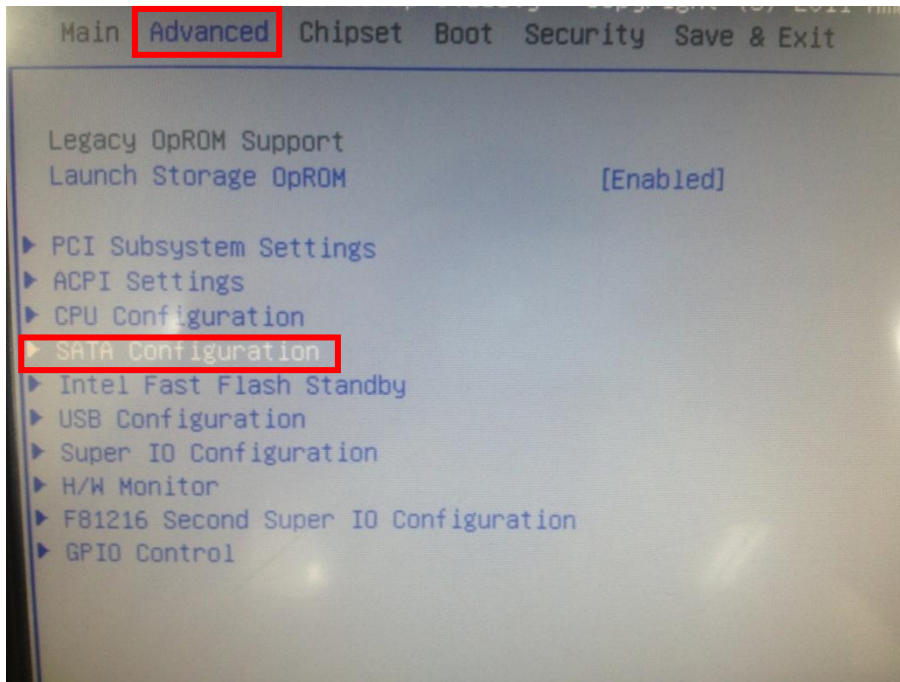 Main Advanced Chipset Boot Security Save & Exit
Legacy OpROM Support
Launch Storage OpROM [Enabled]
PCI Subsystem Settings
ACPI Settings
CPU Configuration
SATA Configuration
Intel Fast Flash Standby
USB Configuration
Super IO Configuration
H/W Monitor
F81216 Second Super IO Configuration
GPIO Control